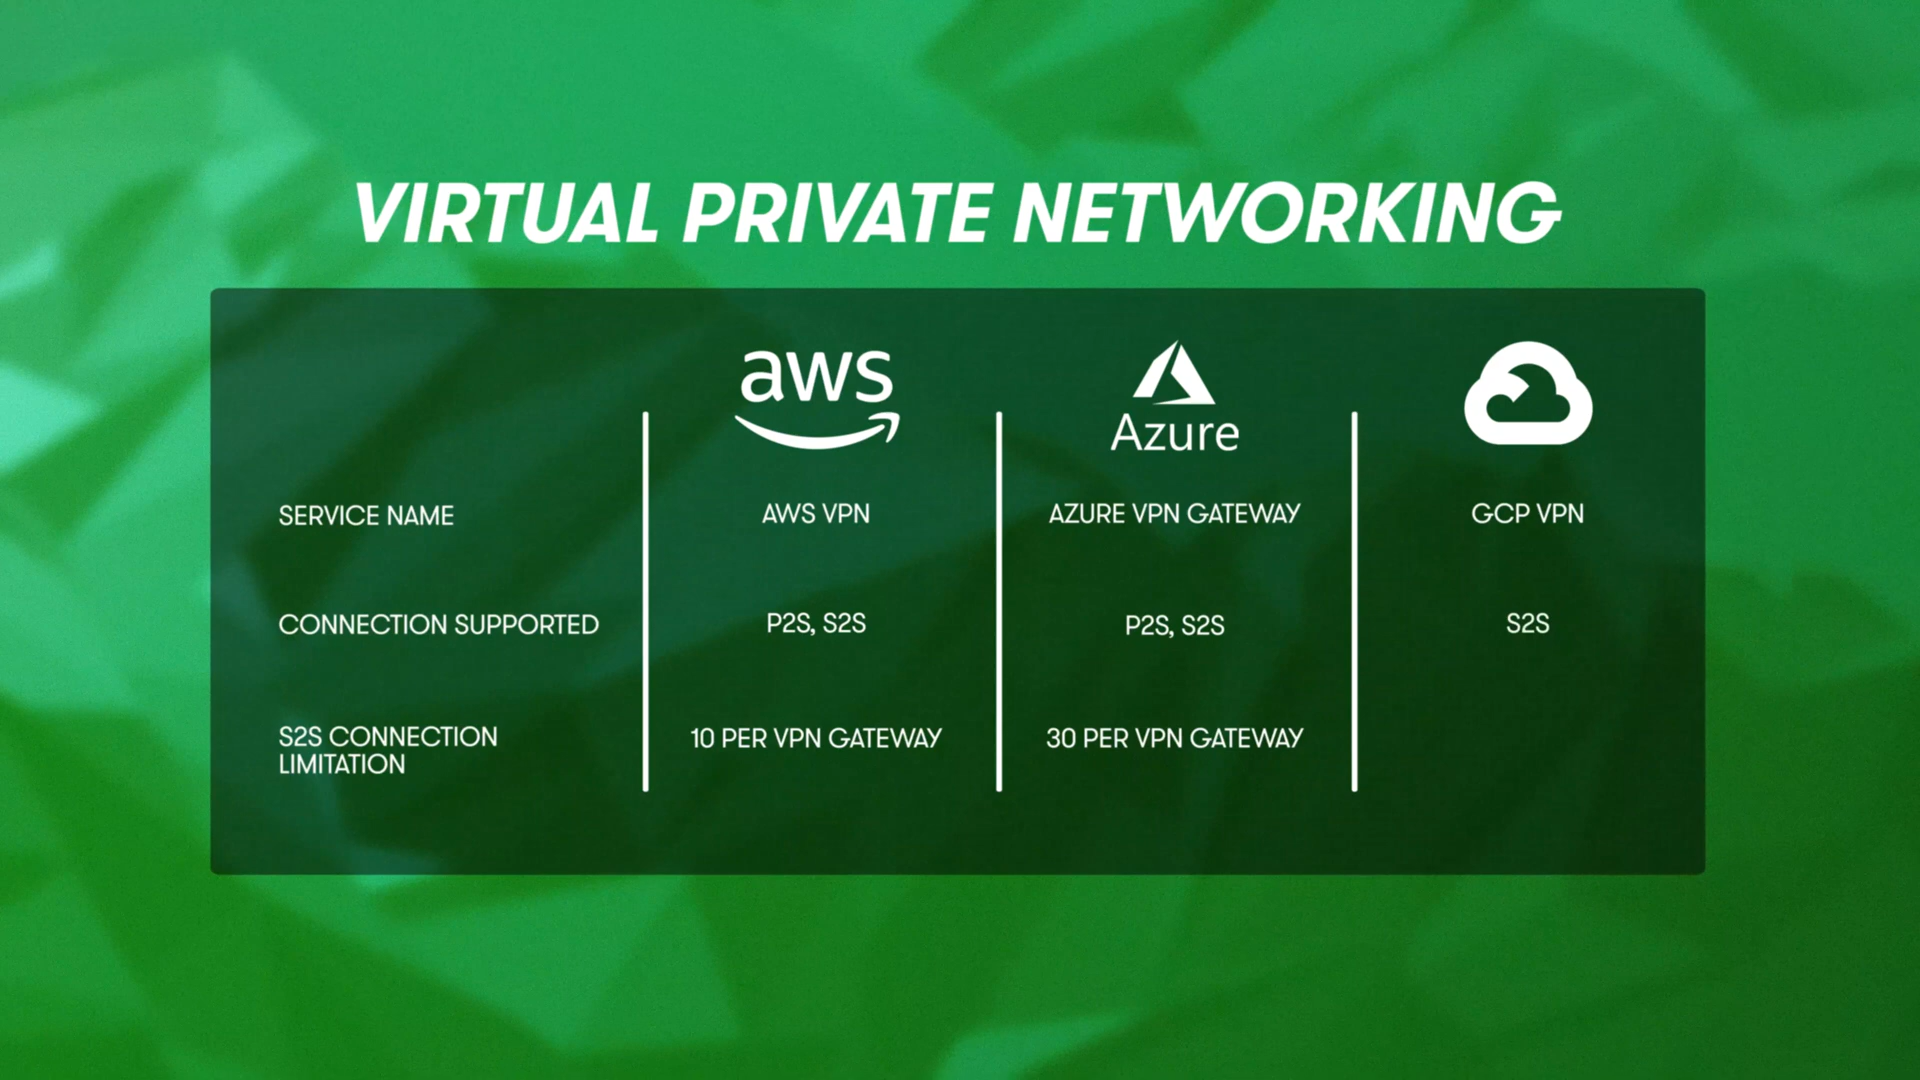 VIRTUAL PRIVATE NETWORKING
aws
Azure
SERVICE NAME
AWS VPN
AZURE VPN GATEWAY
GCP VPN
CONNECTION SUPPORTED
P2S, S2S
P2S, S2S
S2S
S2S CONNECTION
LIMITATION
10 PER VPN GATEWAY
30 PER VPN GATEWAY